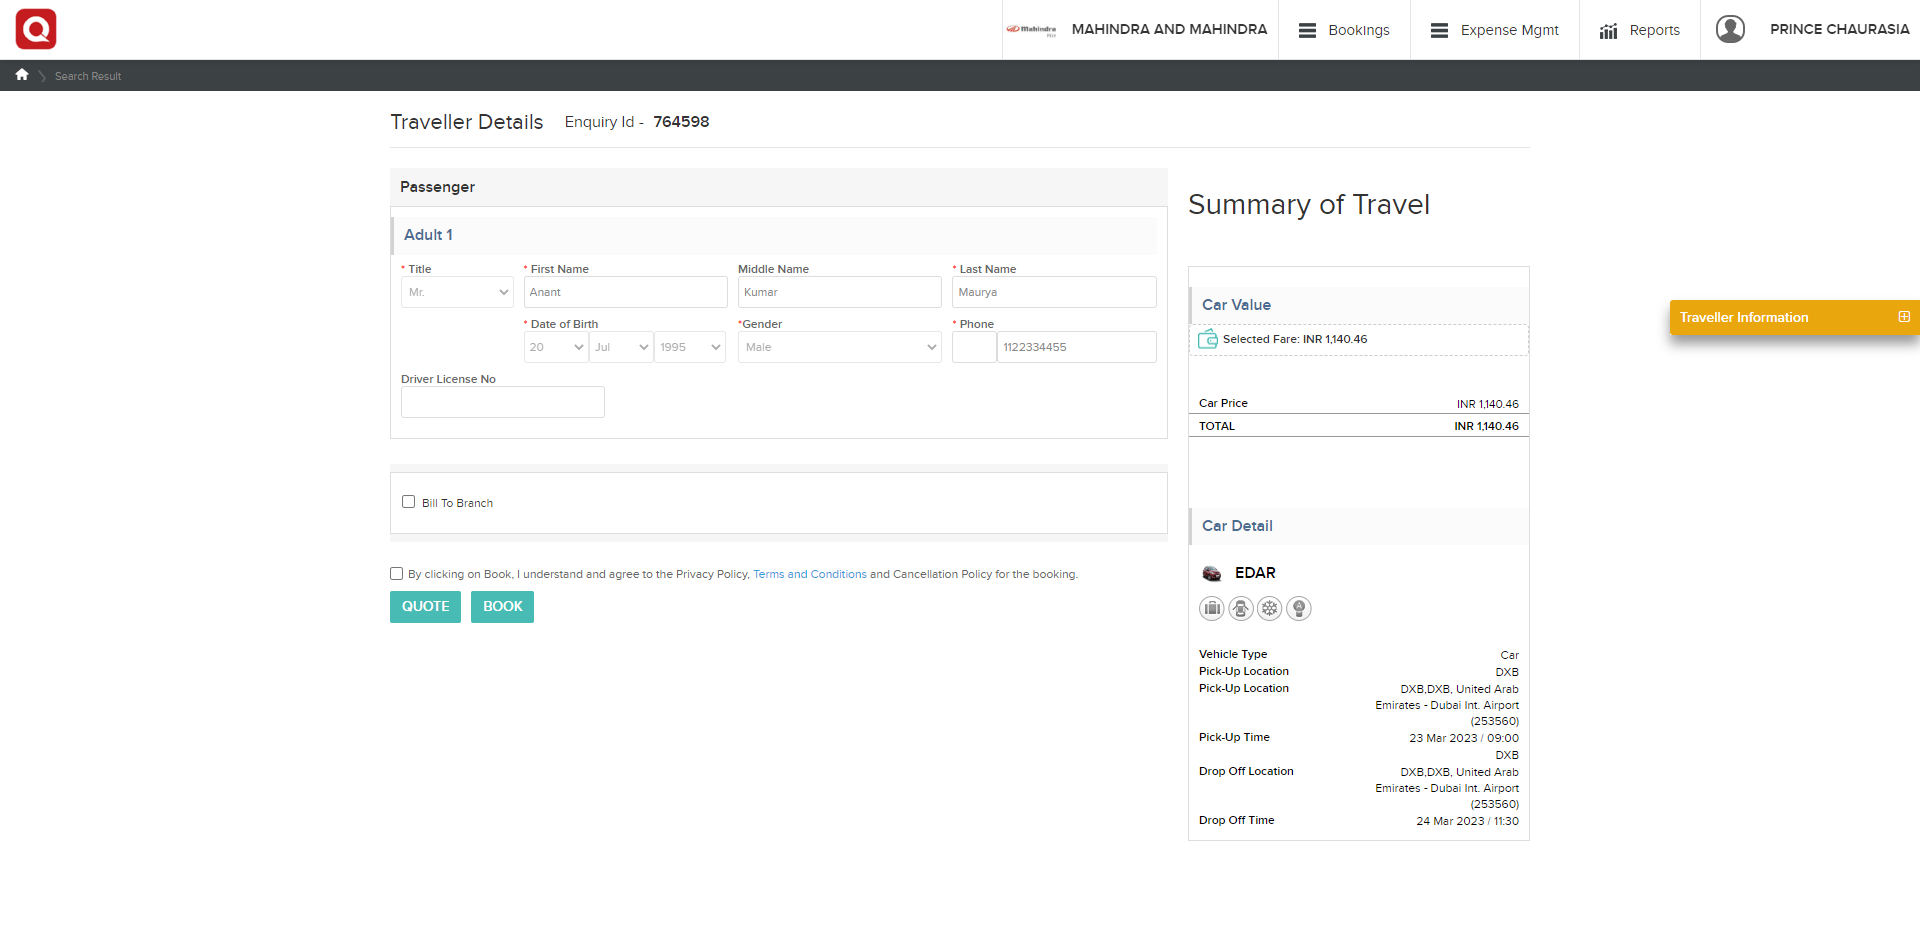 Q
Mahindra
MAHINDRA AND MAHINDRA
Bookings
Expense Mgmt
Reports
PRINCE CHAURASIA
Search Result
Traveller Details
Enquiry Id - 764598
Passenger
Adult 1
* Title
* First Name
Middle Name
* Last Name
Mr.
Anant
Kumar
Maurya
* Date of Birth
*Gender
* Phone
20
Jul
1995
Male
1122334455
Driver License No
Bill To Branch
By clicking on Book, I understand and agree to the Privacy Policy, Terms and Conditions and Cancellation Policy for the booking.
QUOTE
BOOK
Summary of Travel
Car Value
Selected Fare: INR 1,140.46
Car Price INR 1,140.46
TOTAL INR 1,140.46
Car Detail
EDAR
A
Vehicle Type Car
Pick-Up Location DXB
Pick-Up Location DXB,DXB, United Arab
Emirates - Dubai Int. Airport
(253560)
Pick-Up Time 23 Mar 2023 / 09:00
DXB
Drop Off Location DXB,DXB, United Arab
Emirates - Dubai Int. Airport
(253560)
Drop Off Time 24 Mar 2023 / 11:30
Traveller Information